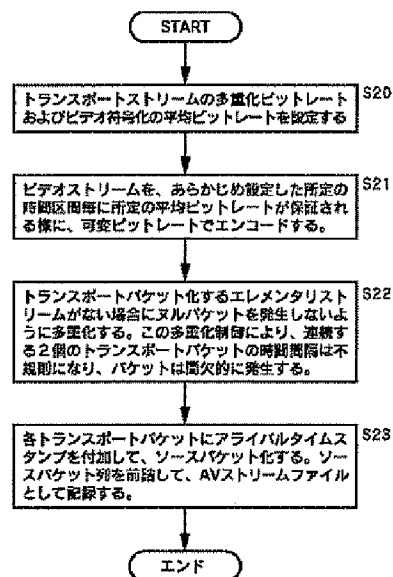 START
S20
トランスポートストリームの多重化ビットレート
およびビデオ符号化の平均ビットレートを設定する
S21
ビデオストリームを、あらかじめ設定した所定の
時間区間毎に所定の平均ビットレートが保証され
る様に、可変ビットレートでエンコードする。
S22
トランスポートパケット化するエレメンタリスト
リームがない場合にヌルパケットを発生しないよ
うに多重化する。この多重化制御により、連続す
る2個のトランスポートパケットの時間間隔は不
規則になり、パケットは間欠的に発生する。
S23
各トランスポートパケットにアライバルタイムス
タンプを付加して、ソースパケット化する。ソー
スパケット列を前詰して、AVストリームファイル
として記録する。
エンド